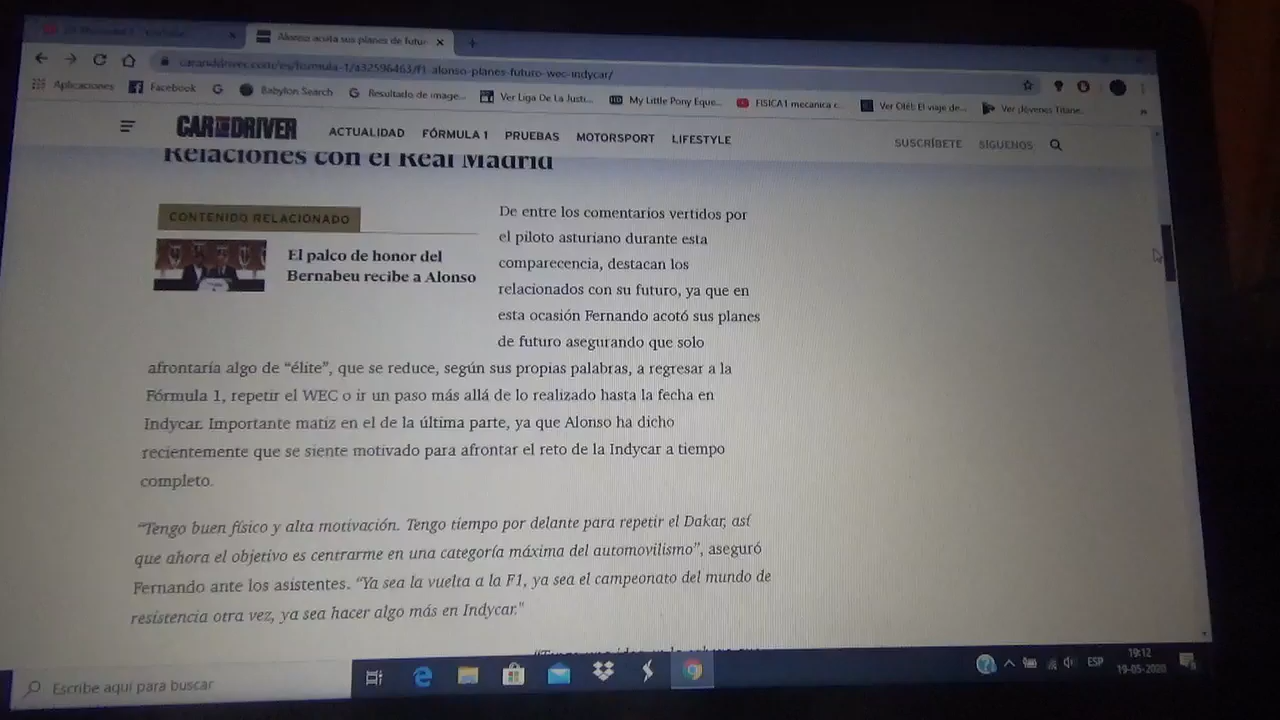 Alonso acota sus planes de futur
caranddriver.com/es/formula-1/a32596463/f1-alonso-planes-futuro-wec-indycar/
Aplicaciones Facebook Babylon Search Resultado de image... Ver Liga De La Justi... My Little Pony Eque... FISICA1 mecanica c... Ver Olé!: El viaje de... Ver Jóvenes Titane... »
CAR AND DRIVER ACTUALIDAD FÓRMULA 1 PRUEBAS MOTORSPORT LIFESTYLE SUSCRÍBETE SÍGUENOS
Relaciones con el Real Madrid
CONTENIDO RELACIONADO
El palco de honor del
Bernabeu recibe a Alonso
De entre los comentarios vertidos por
el piloto asturiano durante esta
comparecencia, destacan los
relacionados con su futuro, ya que en
esta ocasión Fernando acotó sus planes
de futuro asegurando que solo
afrontaría algo de “élite”, que se reduce, según sus propias palabras, a regresar a la
Fórmula 1, repetir el WEC o ir un paso más allá de lo realizado hasta la fecha en
Indycar. Importante matiz en el de la última parte, ya que Alonso ha dicho
recientemente que se siente motivado para afrontar el reto de la Indycar a tiempo
completo.
“Tengo buen físico y alta motivación. Tengo tiempo por delante para repetir el Dakar, así
que ahora el objetivo es centrarme en una categoría máxima del automovilismo”, aseguró
Fernando ante los asistentes. “Ya sea la vuelta a la F1, ya sea el campeonato del mundo de
resistencia otra vez, ya sea hacer algo más en Indycar."
Escribe aquí para buscar
ESP
19:12
19-05-2020